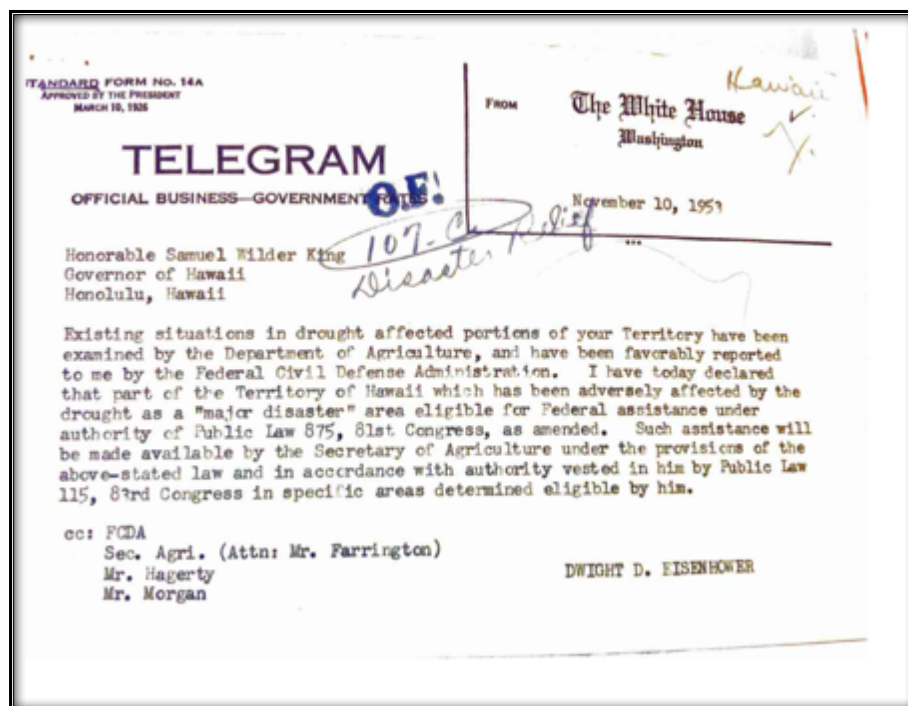 STANDARD FORM NO. 14A
APPROVED BY THE PRESIDENT
MARCH 10, 1926
TELEGRAM
OFFICIAL BUSINESS—GOVERNMENT RATES
FROM
The White House
Washington
Hawaii
November 10, 1953
O.F.
107-C
Disaster Relief
Honorable Samuel Wilder King
Governor of Hawaii
Honolulu, Hawaii
Existing situations in drought affected portions of your Territory have been
examined by the Department of Agriculture, and have been favorably reported
to me by the Federal Civil Defense Administration. I have today declared
that part of the Territory of Hawaii which has been adversely affected by the
drought as a "major disaster" area eligible for Federal assistance under
authority of Public Law 875, 81st Congress, as amended. Such assistance will
be made available by the Secretary of Agriculture under the provisions of the
above-stated law and in accordance with authority vested in him by Public Law
115, 83rd Congress in specific areas determined eligible by him.
cc: FCDA
Sec. Agri. (Attn: Mr. Farrington)
Mr. Hagerty
Mr. Morgan
DWIGHT D. EISENHOWER